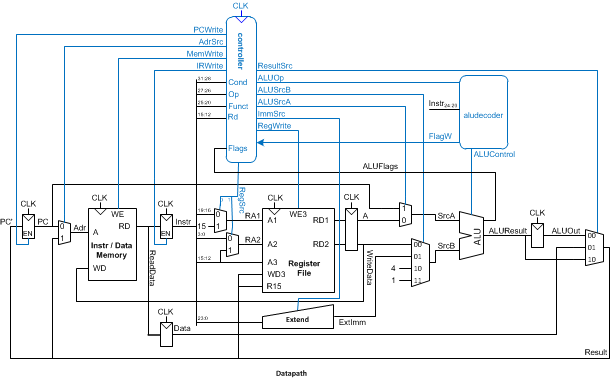 CLK
PCWrite
AdrSrc
MemWrite
IRWrite
controller
ResultSrc
ALUOp
ALUSrcB
ALUSrcA
ImmSrc
RegWrite
31:28
Cond
27:26
Op
25:20
Funct
15:12
Rd
Flags
Instr24:20
aludecoder
FlagW
ALUControl
ALUFlags
RegSrc
CLK
CLK
CLK
CLK
CLK
CLK
PC'
PC
EN
0
1
Adr
WE
RD
A
Instr / Data
Memory
WD
EN
Instr
ReadData
19:16
15
0
1
RA1
3:0
0
1
RA2
15:12
A1
WE3
RD1
A2
RD2
A3
Register
File
WD3
R15
A
WriteData
1
0
SrcA
00
01
10
11
4
1
SrcB
ALU
ALUResult
ALUOut
00
01
10
23:0
Extend
ExtImm
CLK
Data
Result
Datapath